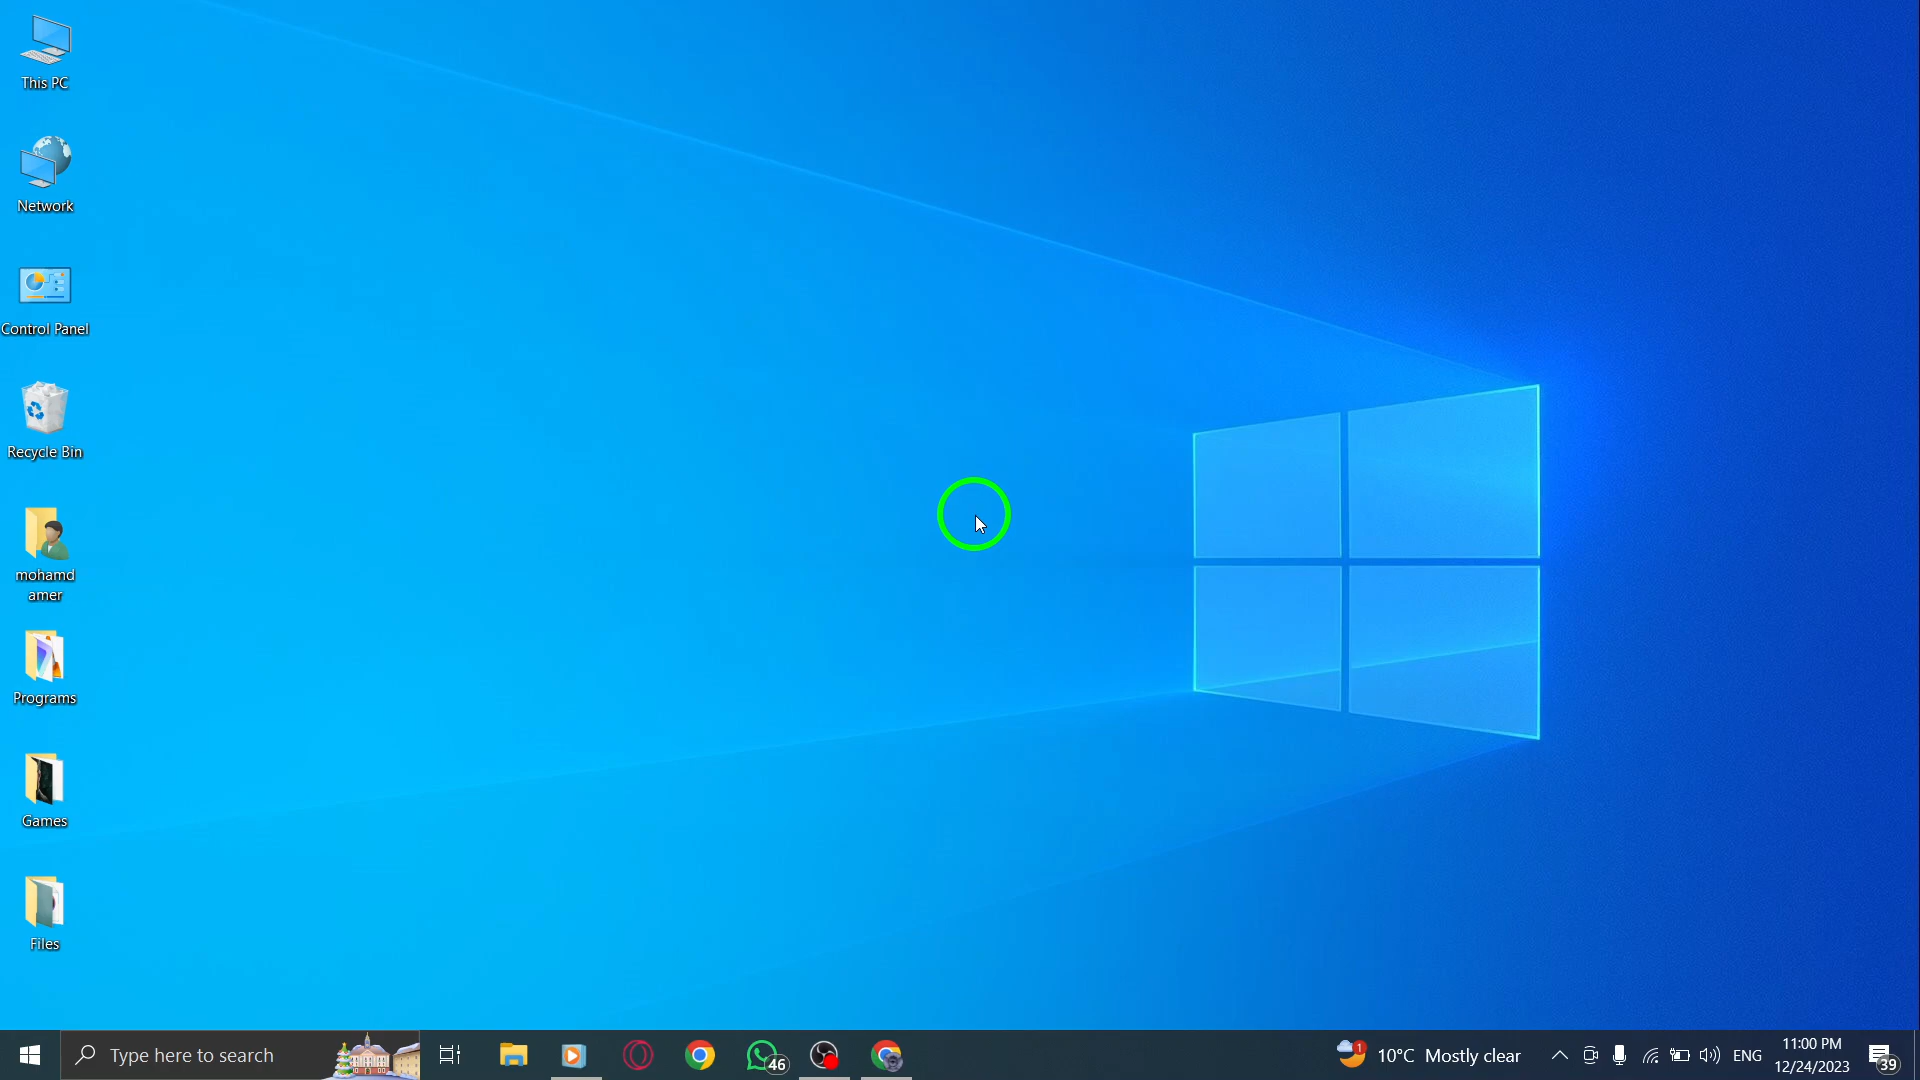 This PC
Network
Control Panel
Recycle Bin
mohamd
amer
Programs
Games
Files
Type here to search
46
1
10°C Mostly clear
ENG
11:00 PM
12/24/2023
39